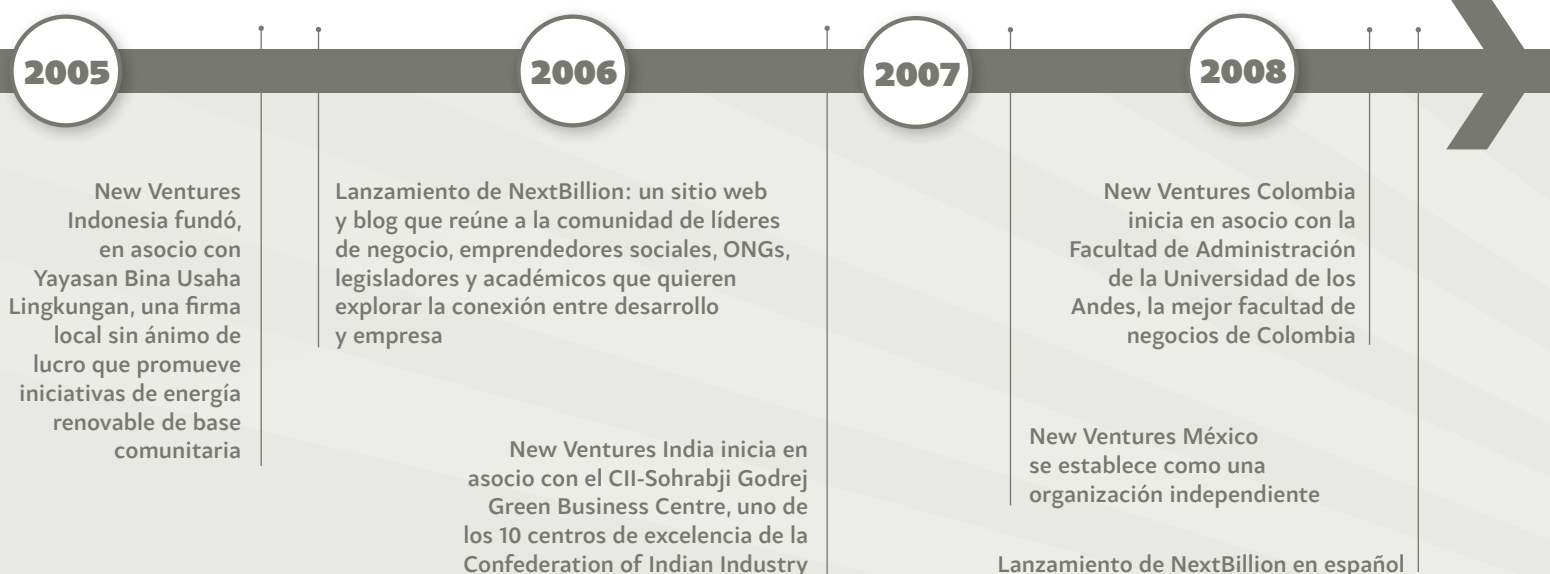 2005
2006
2007
2008
New Ventures
Indonesia fundó,
en asocio con
Yayasan Bina Usaha
Lingkungan, una firma
local sin ánimo de
lucro que promueve
iniciativas de energía
renovable de base
comunitaria
Lanzamiento de NextBillion: un sitio web
y blog que reúne a la comunidad de líderes
de negocio, emprendedores sociales, ONGs,
legisladores y académicos que quieren
explorar la conexión entre desarrollo
y empresa
New Ventures India inicia en
asocio con el CII-Sohrabji Godrej
Green Business Centre, uno de
los 10 centros de excelencia de la
Confederation of Indian Industry
New Ventures Colombia
inicia en asocio con la
Facultad de Administración
de la Universidad de los
Andes, la mejor facultad de
negocios de Colombia
New Ventures México
se establece como una
organización independiente
Lanzamiento de NextBillion en español